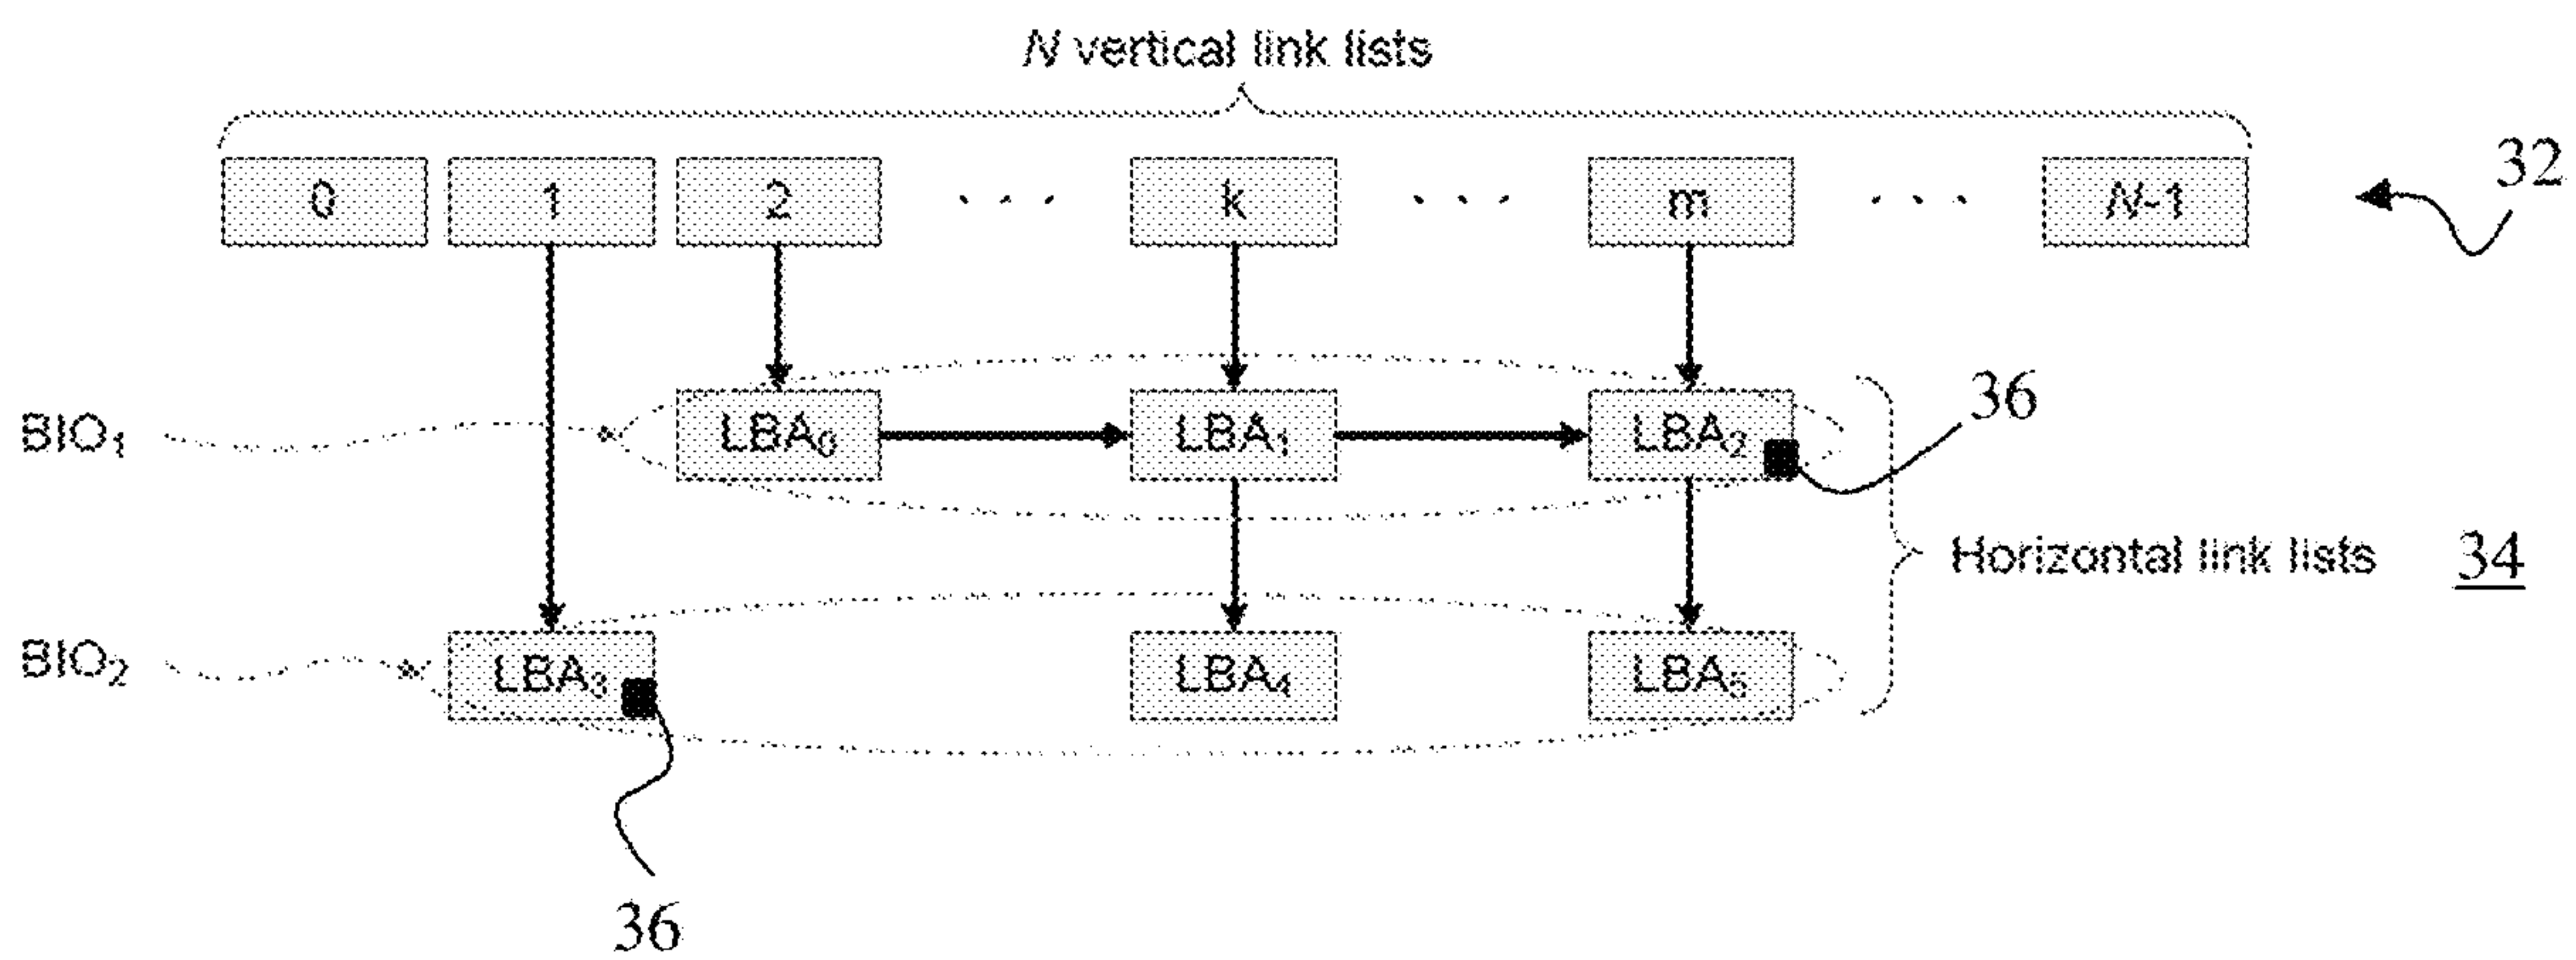 N vertical link lists
0 1 2 . . . k . . . m . . . N-1 32
BIO₁ LBA₀ LBA₁ LBA₂ 36
Horizontal link lists 34
BIO₂ LBA₃ LBA₄ LBA₅
36